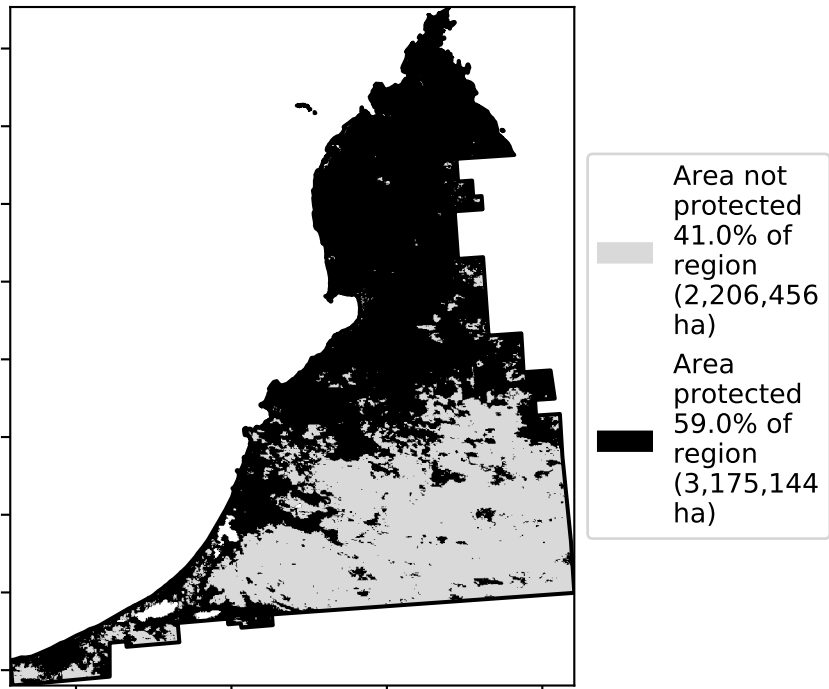 Area not
protected
41.0% of
region
(2,206,456
ha)
Area
protected
59.0% of
region
(3,175,144
ha)